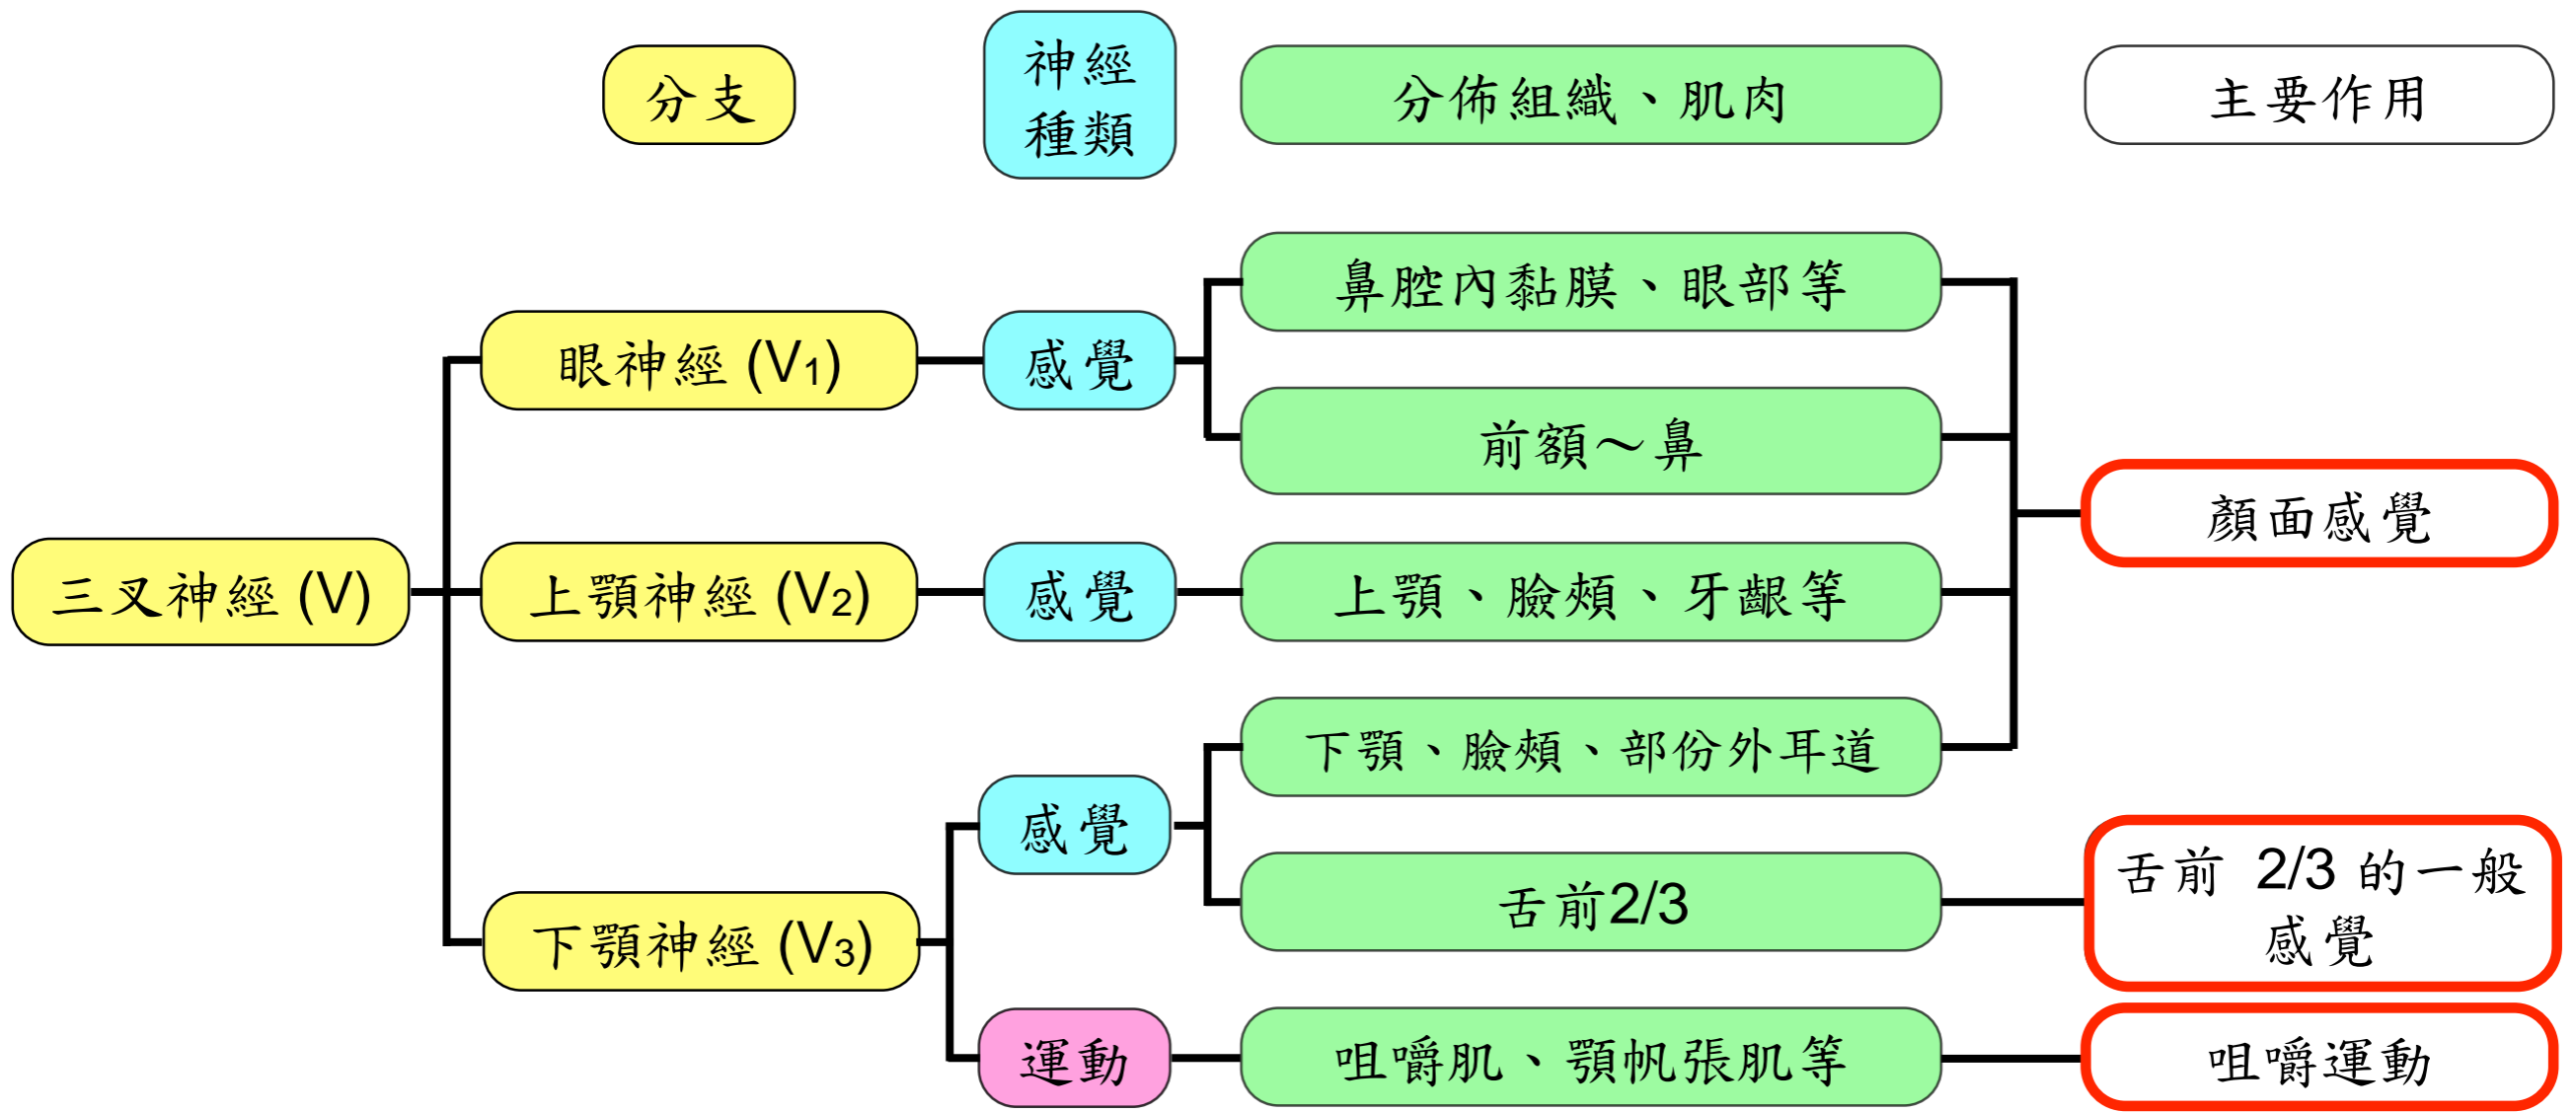 分支
神經
種類
分佈組織、肌肉
主要作用
三叉神經 (V)
眼神經 (V1)
感覺
鼻腔內黏膜、眼部等
前額～鼻
上顎神經 (V2)
感覺
上顎、臉頰、牙齦等
顏面感覺
下顎神經 (V3)
感覺
下顎、臉頰、部份外耳道
舌前2/3
舌前 2/3 的一般
感覺
運動
咀嚼肌、顎帆張肌等
咀嚼運動